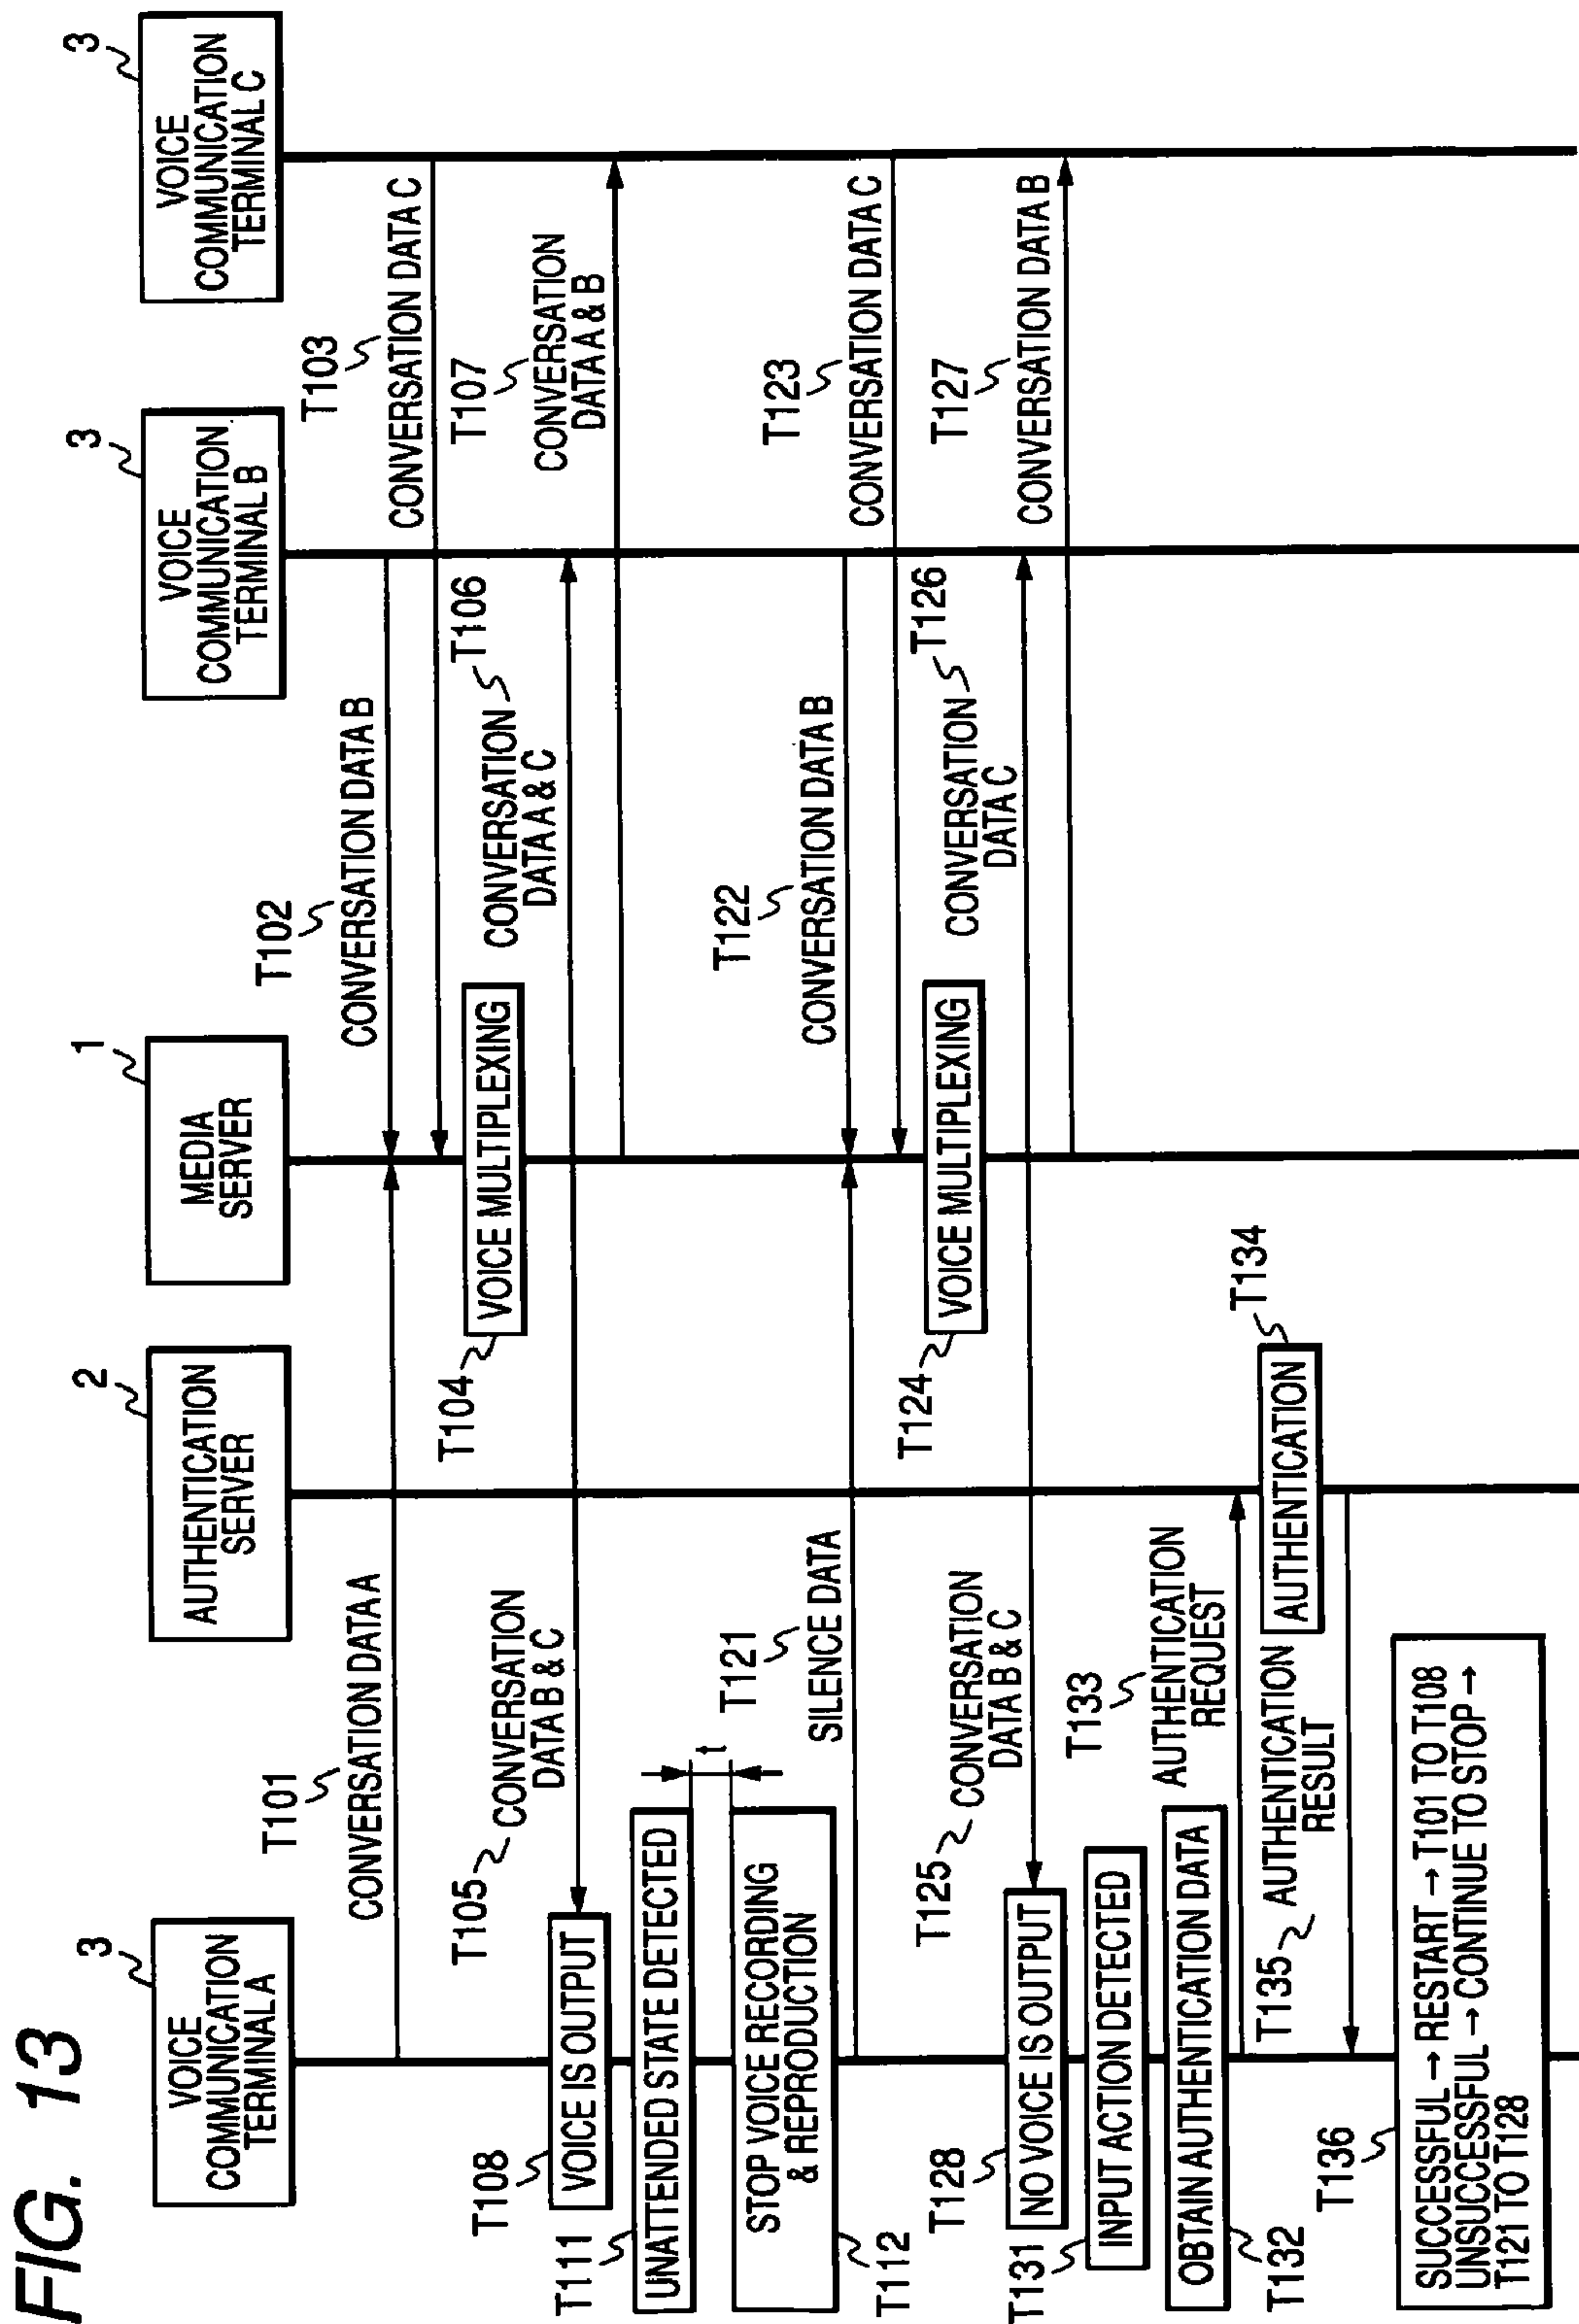 FIG. 13
3
VOICE
COMMUNICATION
TERMINAL A
2
AUTHENTICATION
SERVER
1
MEDIA
SERVER
3
VOICE
COMMUNICATION
TERMINAL B
3
VOICE
COMMUNICATION
TERMINAL C
T101
CONVERSATION DATA A
T102
CONVERSATION DATA B
T103
CONVERSATION DATA C
T104
VOICE MULTIPLEXING
T105
CONVERSATION
DATA B & C
T106
CONVERSATION
DATA A & C
T107
CONVERSATION
DATA A & B
T108
VOICE IS OUTPUT
T111
UNATTENDED STATE DETECTED
t
T112
STOP VOICE RECORDING
& REPRODUCTION
T121
SILENCE DATA
T122
CONVERSATION DATA B
T123
CONVERSATION DATA C
T124
VOICE MULTIPLEXING
T125
CONVERSATION
DATA B & C
T126
CONVERSATION
DATA C
T127
CONVERSATION DATA B
T128
NO VOICE IS OUTPUT
T131
INPUT ACTION DETECTED
T132
OBTAIN AUTHENTICATION DATA
T133
AUTHENTICATION
REQUEST
T134
AUTHENTICATION
T135
AUTHENTICATION
RESULT
T136
SUCCESSFUL → RESTART → T101 TO T108
UNSUCCESSFUL → CONTINUE TO STOP →
T121 TO T128